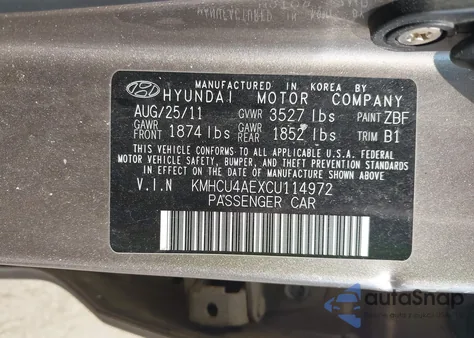 MANUFACTURED IN KOREA BY
HYUNDAI MOTOR COMPANY
AUG/25/11 GVWR 3527 lbs PAINT ZBF
GAWR FRONT 1874 lbs GAWR REAR 1852 lbs TRIM B1
THIS VEHICLE CONFORMS TO ALL APPLICABLE U.S.A. FEDERAL
MOTOR VEHICLE SAFETY, BUMPER, AND THEFT PREVENTION
STANDARDS IN EFFECT ON THE DATE OF MANUFACTURE SHOWN ABOVE.
V.I.N KMHCU4AEXCU114972
PASSENGER CAR
autoSnap